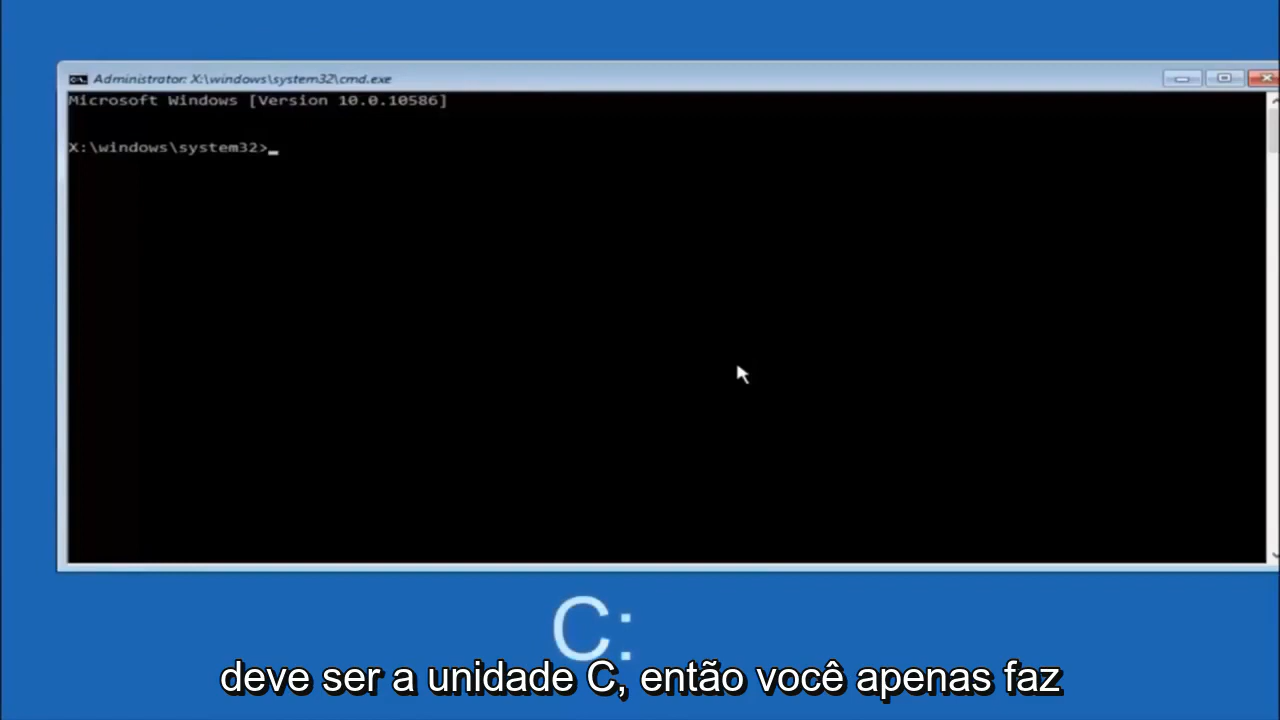 Administrator: X:\windows\system32\cmd.exe
Microsoft Windows [Version 10.0.10586]
X:\windows\system32>_
C:
deve ser a unidade C, então você apenas faz